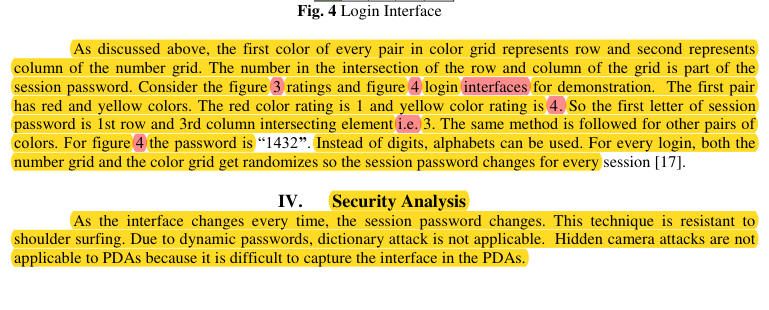 Fig. 4 Login Interface
As discussed above, the first color of every pair in color grid represents row and second represents
column of the number grid. The number in the intersection of the row and column of the grid is part of the
session password. Consider the figure 3 ratings and figure 4 login interfaces for demonstration. The first pair
has red and yellow colors. The red color rating is 1 and yellow color rating is 4. So the first letter of session
password is 1st row and 3rd column intersecting element i.e. 3. The same method is followed for other pairs of
colors. For figure 4 the password is “1432”. Instead of digits, alphabets can be used. For every login, both the
number grid and the color grid get randomizes so the session password changes for every session [17].
IV. Security Analysis
As the interface changes every time, the session password changes. This technique is resistant to
shoulder surfing. Due to dynamic passwords, dictionary attack is not applicable. Hidden camera attacks are not
applicable to PDAs because it is difficult to capture the interface in the PDAs.